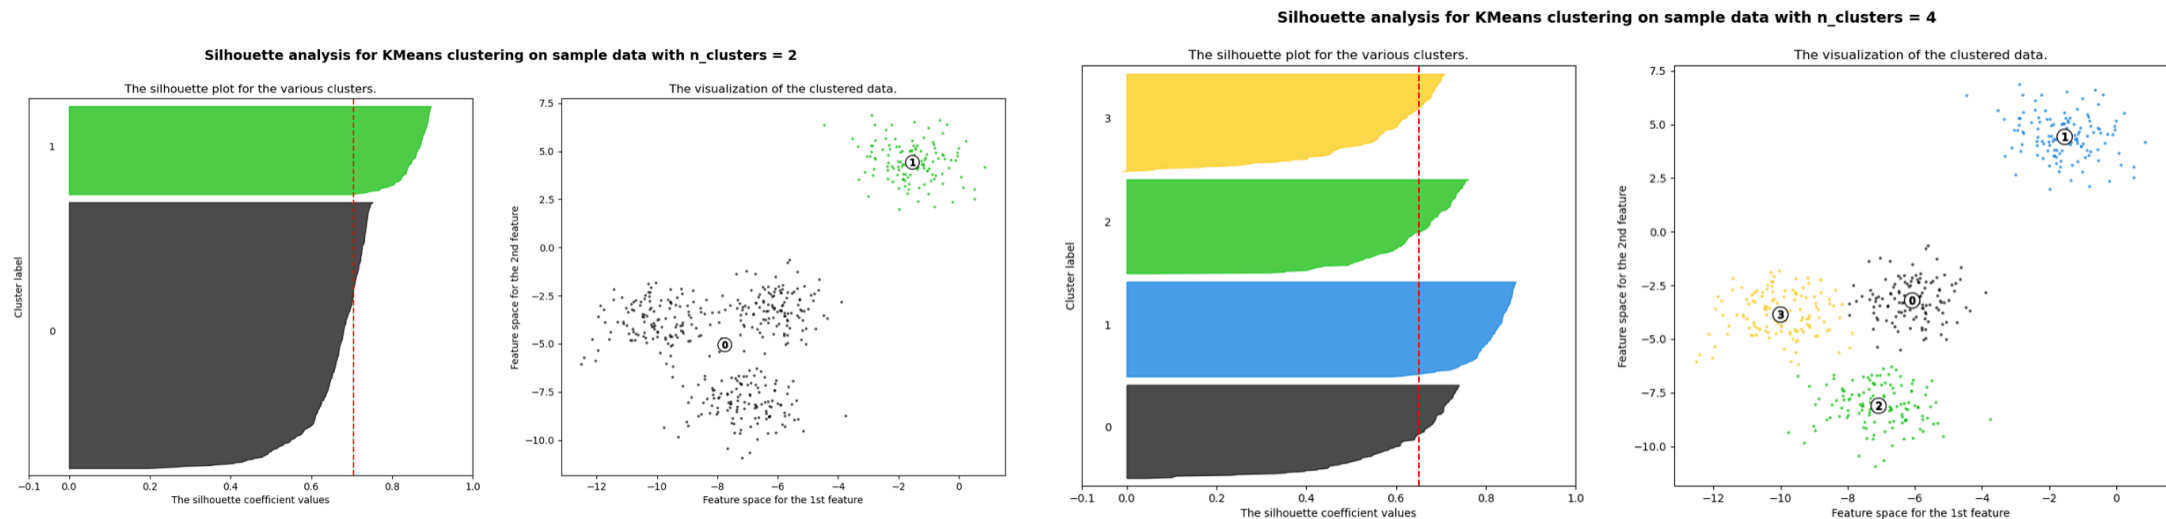 Silhouette analysis for KMeans clustering on sample data with n_clusters = 2
The silhouette plot for the various clusters.
Cluster label
1
0
−0.1 0.0 0.2 0.4 0.6 0.8 1.0
The silhouette coefficient values
The visualization of the clustered data.
Feature space for the 2nd feature
7.5
5.0
2.5
0.0
−2.5
−5.0
−7.5
−10.0
1
0
−12 −10 −8 −6 −4 −2 0
Feature space for the 1st feature
Silhouette analysis for KMeans clustering on sample data with n_clusters = 4
The silhouette plot for the various clusters.
Cluster label
3
2
1
0
−0.1 0.0 0.2 0.4 0.6 0.8 1.0
The silhouette coefficient values
The visualization of the clustered data.
Feature space for the 2nd feature
7.5
5.0
2.5
0.0
−2.5
−5.0
−7.5
−10.0
1
0
3
2
−12 −10 −8 −6 −4 −2 0
Feature space for the 1st feature